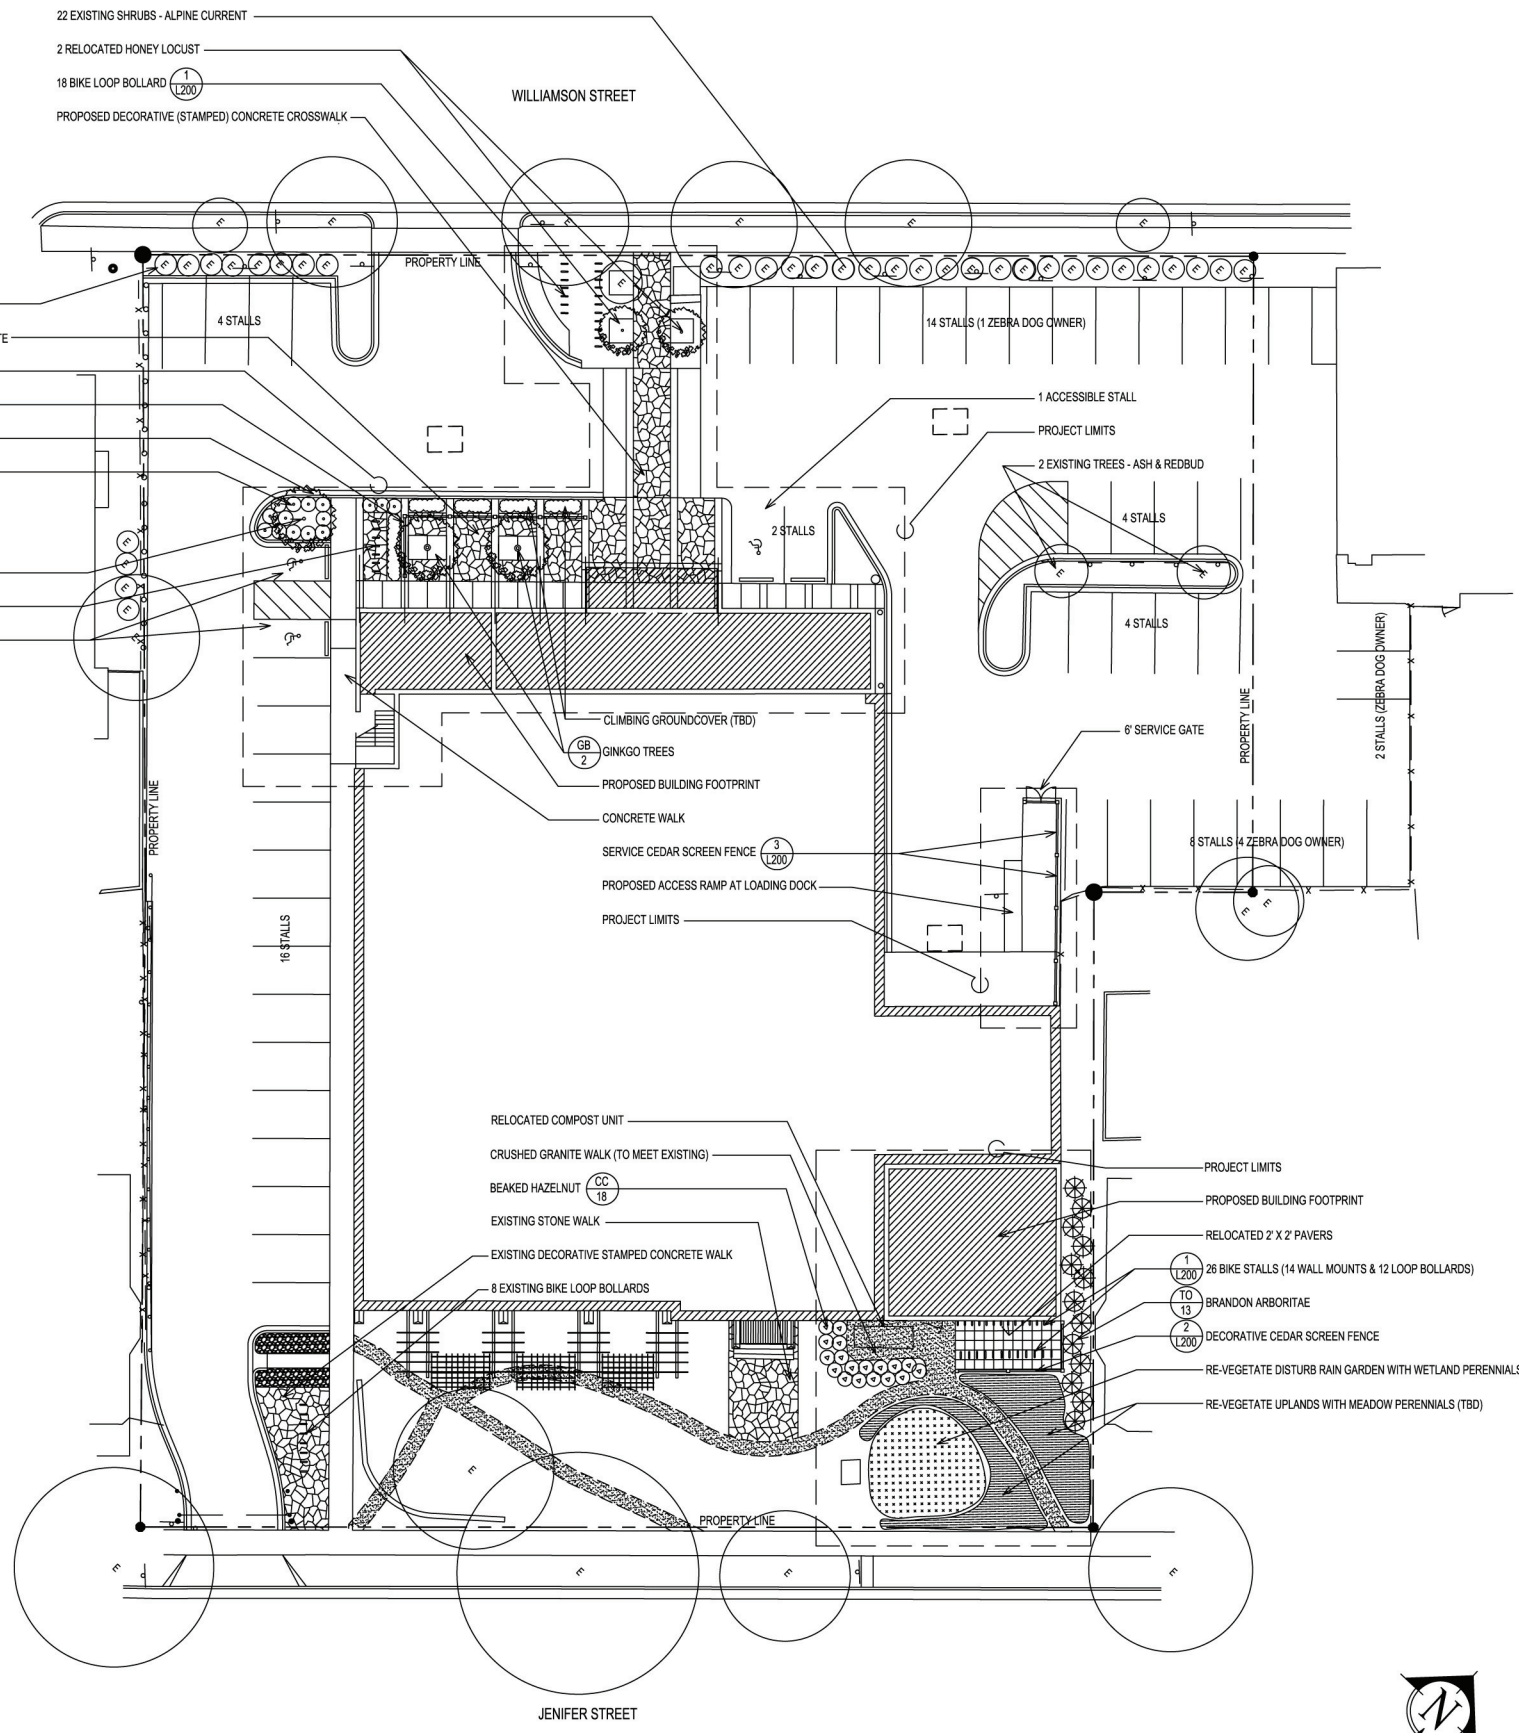 22 EXISTING SHRUBS - ALPINE CURRENT
2 RELOCATED HONEY LOCUST
18 BIKE LOOP BOLLARD
1
L200
PROPOSED DECORATIVE (STAMPED) CONCRETE CROSSWALK
WILLIAMSON STREET
PROPERTY LINE
4 STALLS
14 STALLS (1 ZEBRA DOG OWNER)
TE
1 ACCESSIBLE STALL
PROJECT LIMITS
2 EXISTING TREES - ASH & REDBUD
4 STALLS
2 STALLS
4 STALLS
2 STALLS (ZEBRA DOG OWNER)
PROPERTY LINE
CLIMBING GROUNDCOVER (TBD)
GB
2
GINKGO TREES
6' SERVICE GATE
PROPOSED BUILDING FOOTPRINT
PROPERTY LINE
CONCRETE WALK
SERVICE CEDAR SCREEN FENCE
3
L200
8 STALLS (4 ZEBRA DOG OWNER)
PROPOSED ACCESS RAMP AT LOADING DOCK
PROJECT LIMITS
16 STALLS
RELOCATED COMPOST UNIT
CRUSHED GRANITE WALK (TO MEET EXISTING)
BEAKED HAZELNUT
CC
18
EXISTING STONE WALK
EXISTING DECORATIVE STAMPED CONCRETE WALK
8 EXISTING BIKE LOOP BOLLARDS
PROJECT LIMITS
PROPOSED BUILDING FOOTPRINT
RELOCATED 2' X 2' PAVERS
1
L200
26 BIKE STALLS (14 WALL MOUNTS & 12 LOOP BOLLARDS)
TO
13
BRANDON ARBORITAE
2
L200
DECORATIVE CEDAR SCREEN FENCE
RE-VEGETATE DISTURB RAIN GARDEN WITH WETLAND PERENNIALS
RE-VEGETATE UPLANDS WITH MEADOW PERENNIALS (TBD)
PROPERTY LINE
JENIFER STREET
N